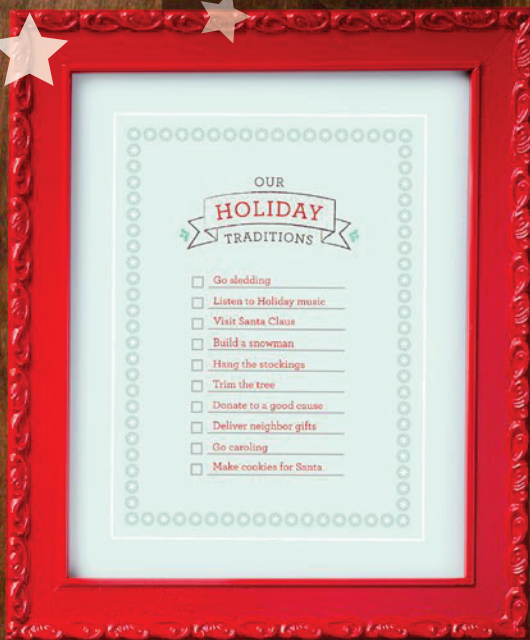 OUR
HOLIDAY
TRADITIONS
Go sledding
Listen to Holiday music
Visit Santa Claus
Build a snowman
Hang the stockings
Trim the tree
Donate to a good cause
Deliver neighbor gifts
Go caroling
Make cookies for Santa